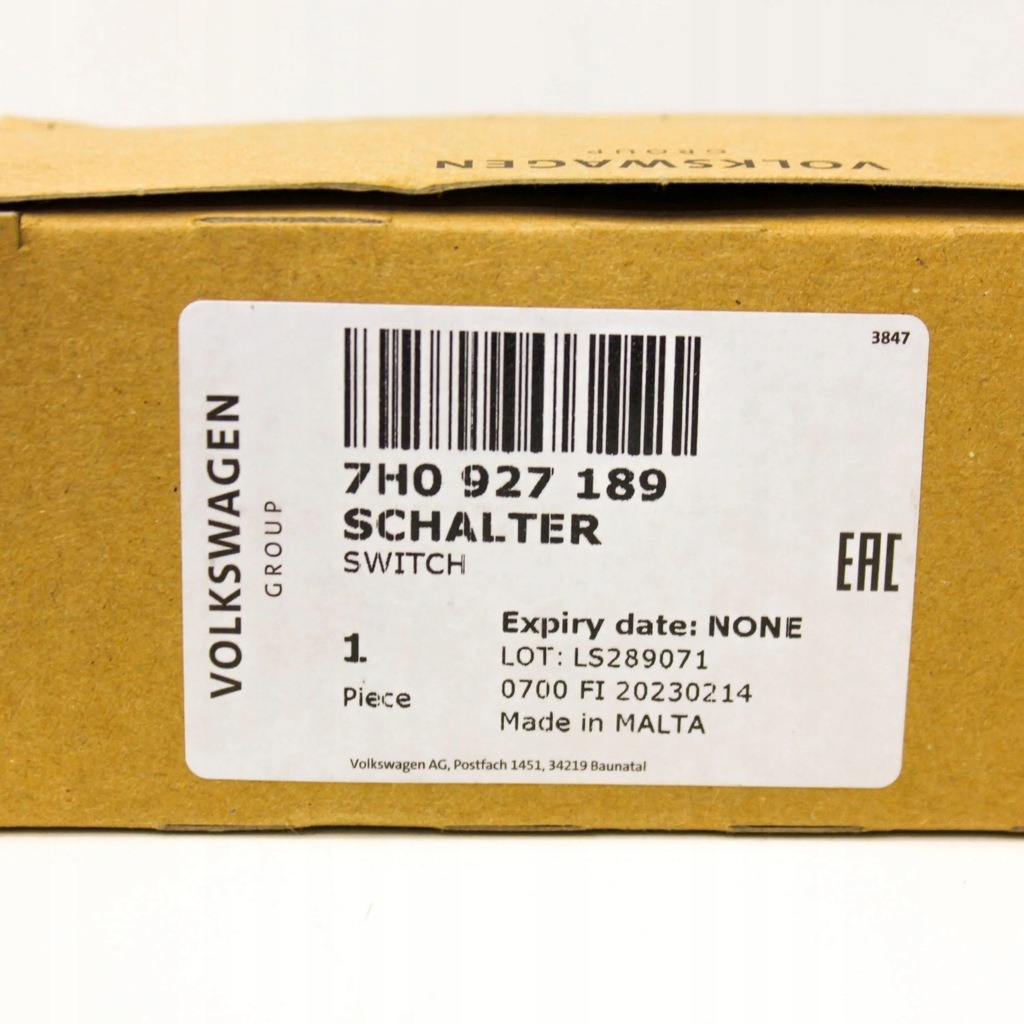 VOLKSWAGEN
GROUP
3847
VOLKSWAGEN
GROUP
7H0 927 189
SCHALTER
SWITCH
EAC
1
Piece
Expiry date: NONE
LOT: LS289071
0700 FI 20230214
Made in MALTA
Volkswagen AG, Postfach 1451, 34219 Baunatal